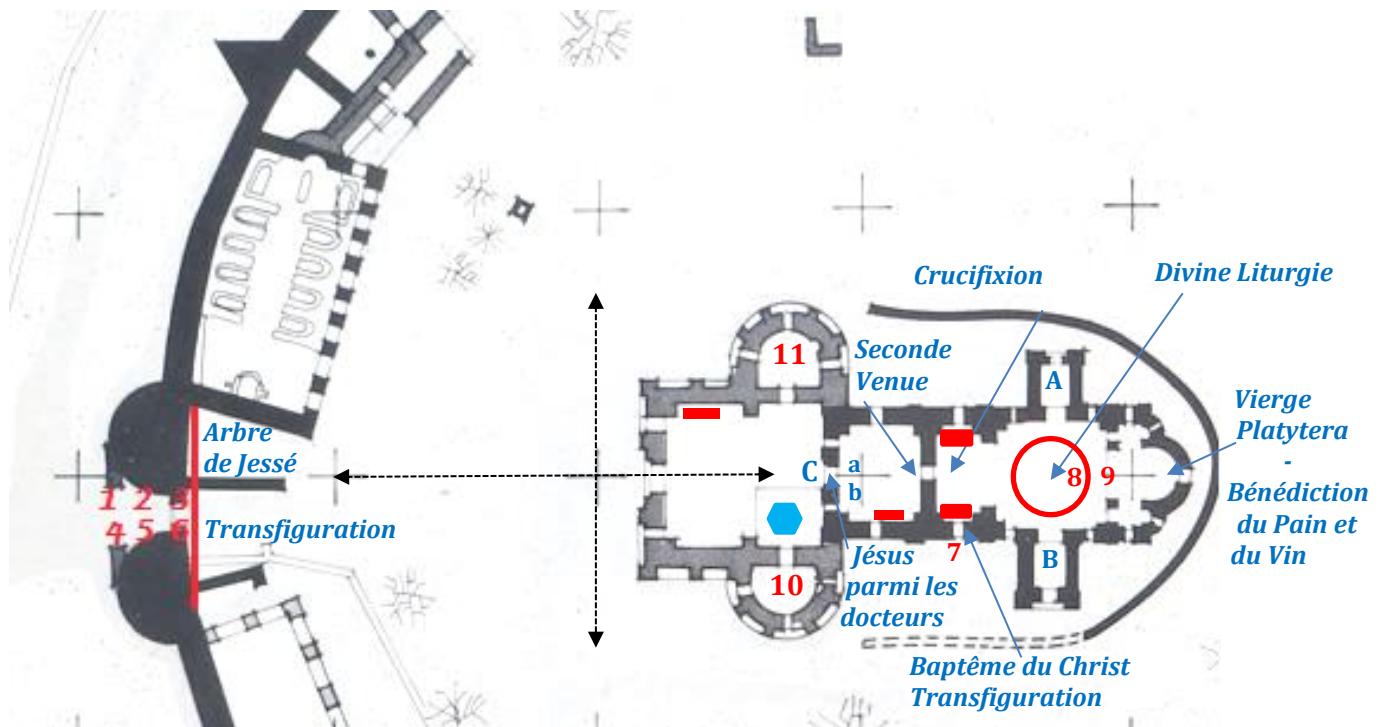 Crucifixion
Divine Liturgie
A
11
Seconde
Venue
Vierge
Platytera
-
Bénédiction
du Pain et
du Vin
Arbre
de Jessé
C
a
b
8
9
1 2 3
4 5 6
Transfiguration
7
B
10
Jésus
parmi les
docteurs
Baptême du Christ
Transfiguration